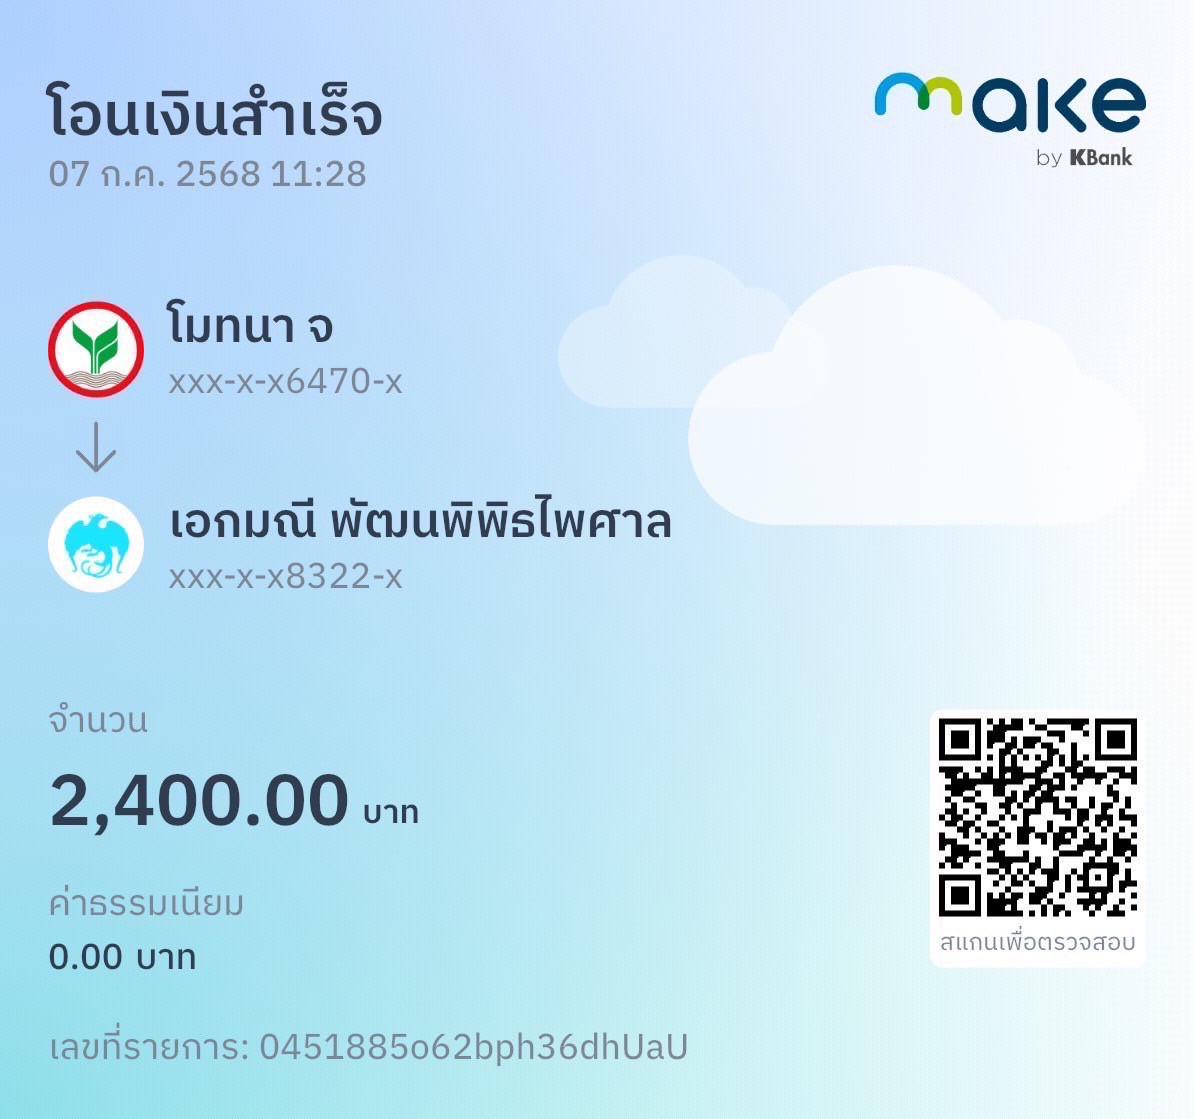 โอนเงินสำเร็จ
make
07 ก.ค. 2568 11:28
by KBank
โมทนา จ
xxx-x-x6470-x
เอกมณี พัฒนพิพิธไพศาล
xxx-x-x8322-x
จำนวน
2,400.00 บาท
ค่าธรรมเนียม
0.00 บาท
สแกนเพื่อตรวจสอบ
เลขที่รายการ: 0451885o62bph36dhUaU